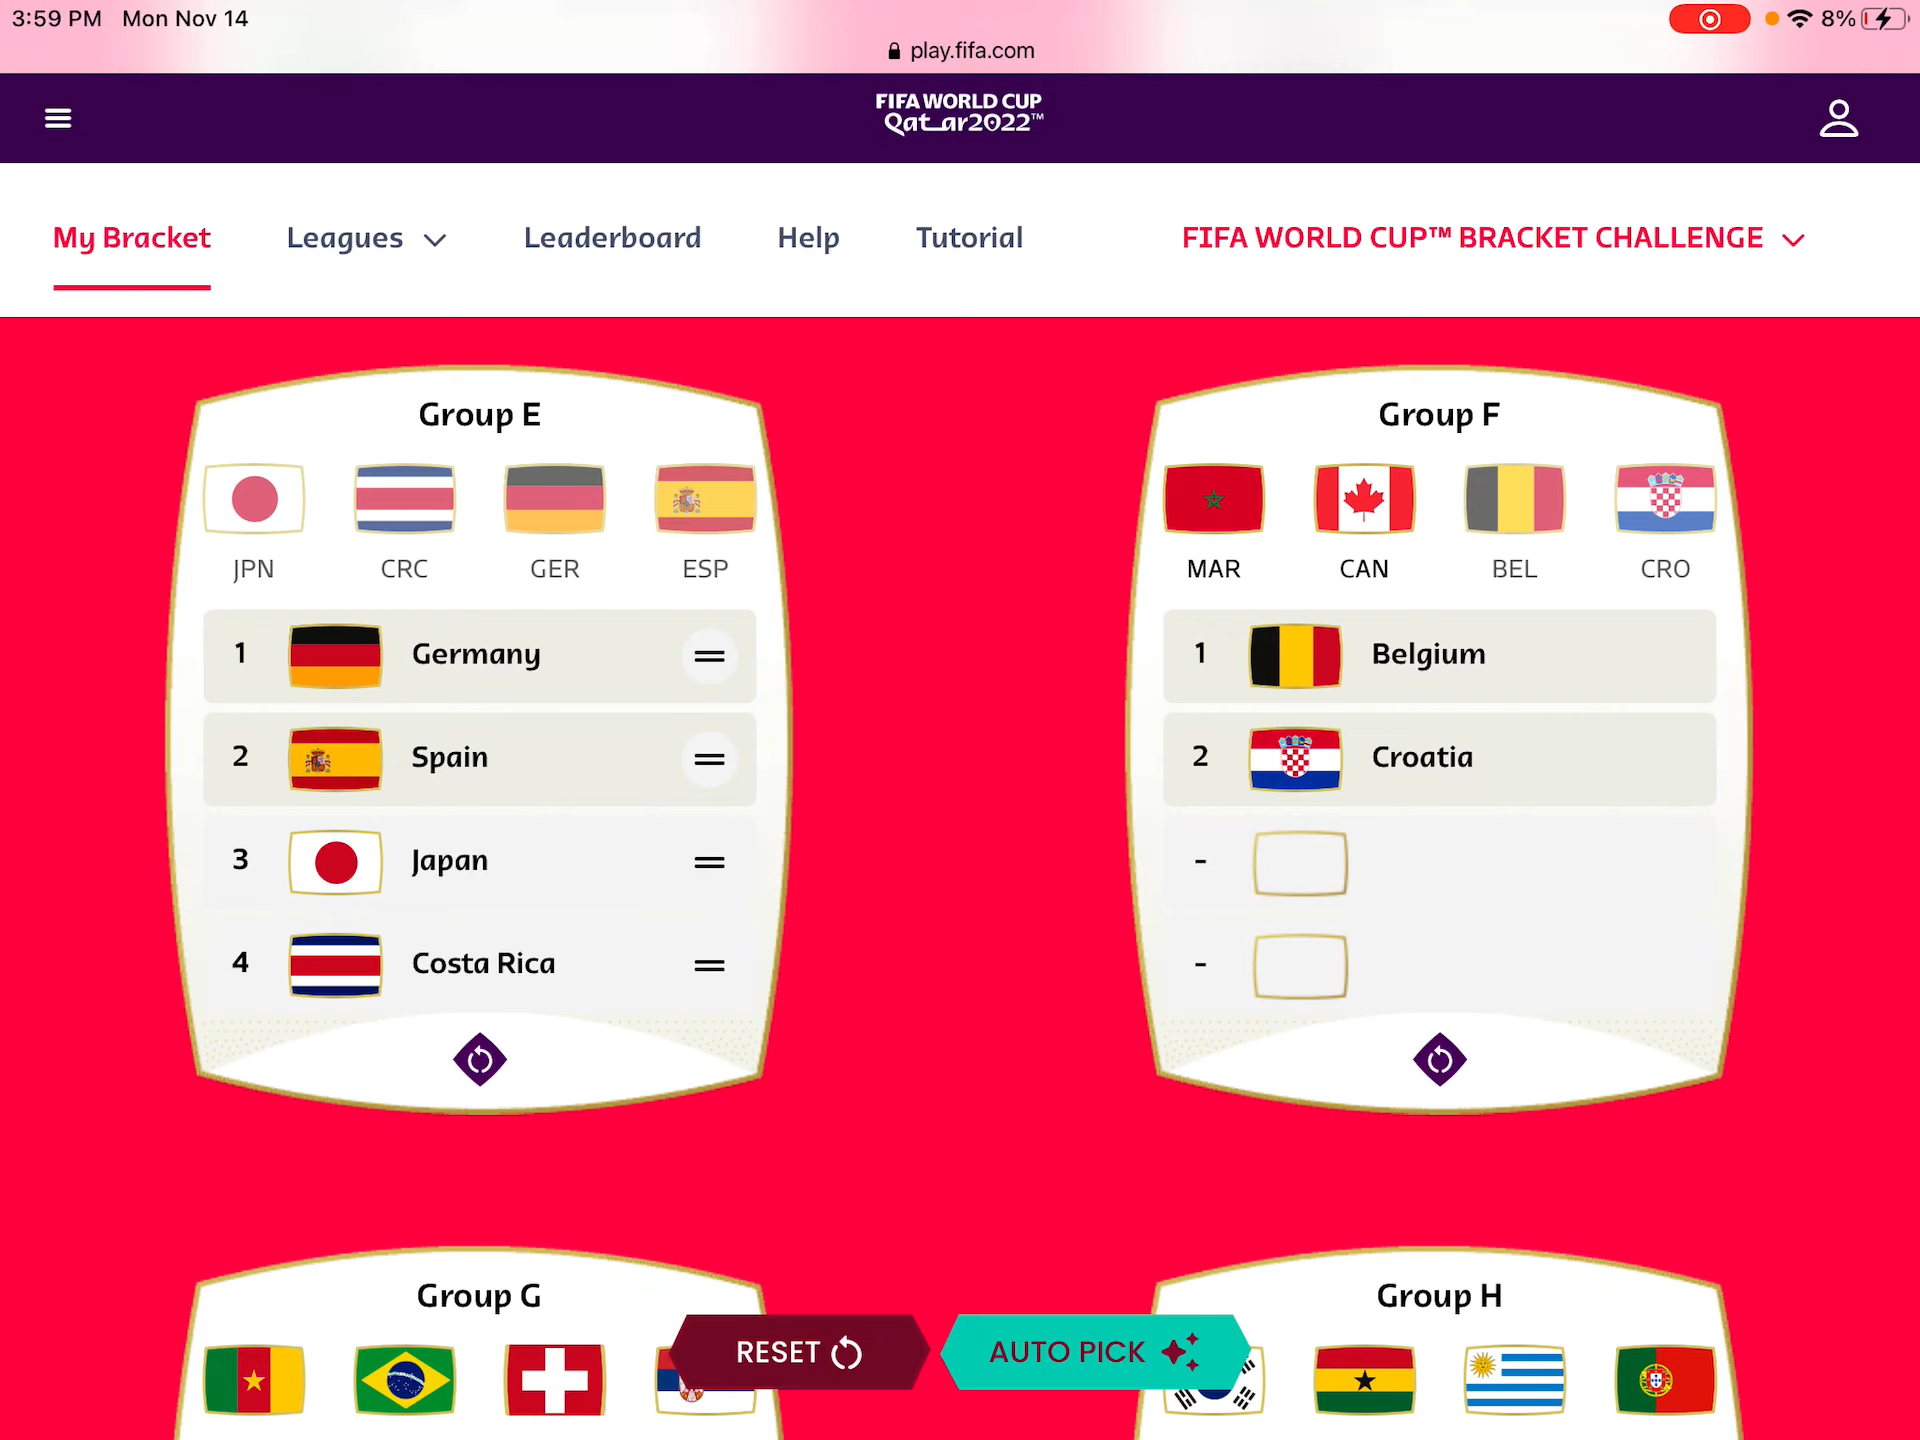 3:59 PM Mon Nov 14
8%
play.fifa.com
FIFA WORLD CUP
Qatar2022™
My Bracket Leagues Leaderboard Help Tutorial FIFA WORLD CUP™ BRACKET CHALLENGE
Group E
JPN CRC GER ESP
1 Germany
2 Spain
3 Japan
4 Costa Rica
Group F
MAR CAN BEL CRO
1 Belgium
2 Croatia
-
-
Group G
Group H
RESET
AUTO PICK